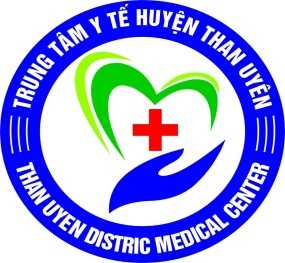 TRUNG TÂM Y TẾ HUYỆN THAN UYÊN
THAN UYEN DISTRIC MEDICAL CENTER